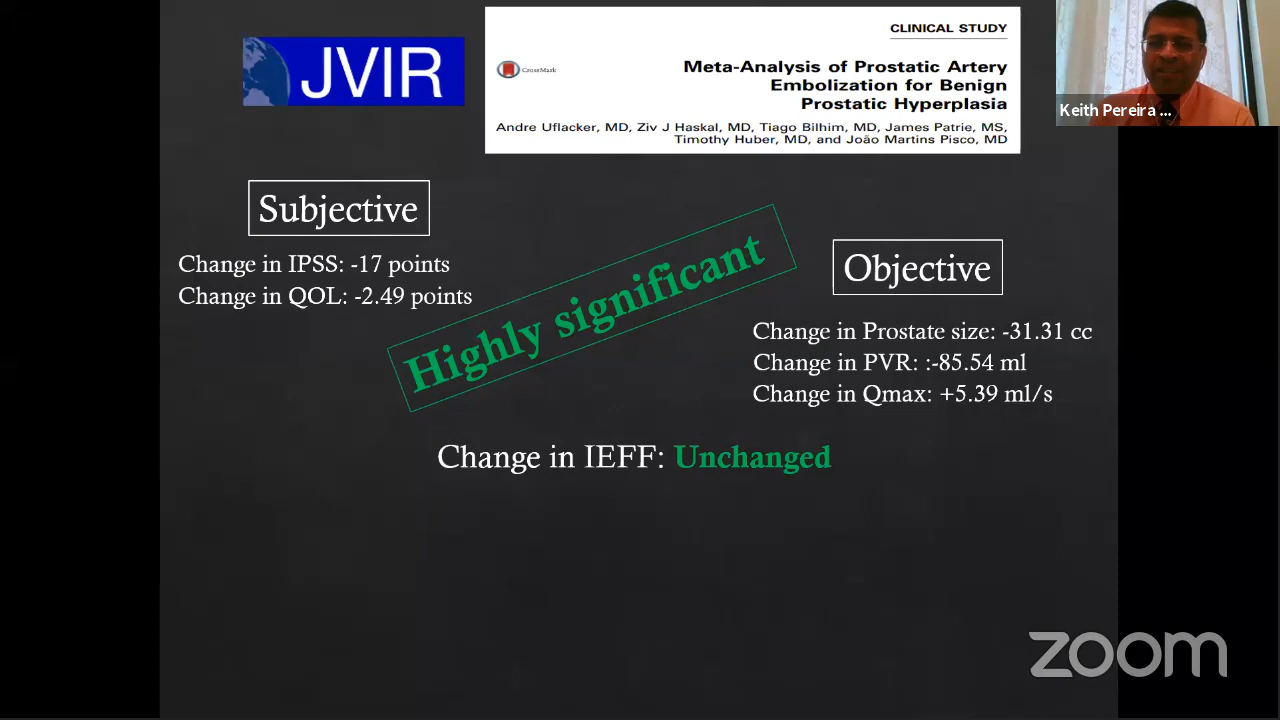 JVIR
CLINICAL STUDY
CrossMark
Meta-Analysis of Prostatic Artery
Embolization for Benign
Prostatic Hyperplasia
Andre Uflacker, MD, Ziv J Haskal, MD, Tiago Bilhim, MD, James Patrie, MS,
Timothy Huber, MD, and João Martins Pisco, MD
Keith Pereira ...
Subjective
Change in IPSS: -17 points
Change in QOL: -2.49 points
Highly significant
Objective
Change in Prostate size: -31.31 cc
Change in PVR: :-85.54 ml
Change in Qmax: +5.39 ml/s
Change in IEFF: Unchanged
zoom